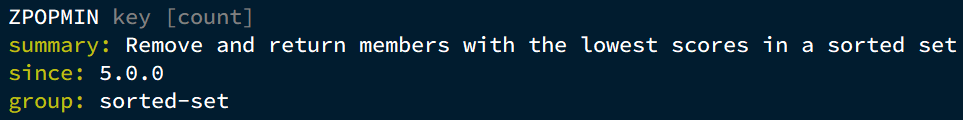 ZPOPMIN key [count]
summary: Remove and return members with the lowest scores in a sorted set
since: 5.0.0
group: sorted-set